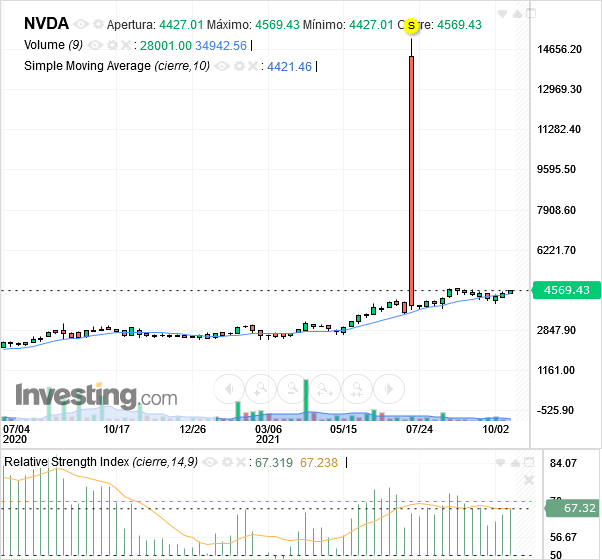 NVDA Apertura: 4427.01 Máximo: 4569.43 Mínimo: 4427.01 C re: 4569.43
S
Volume (9) : 28001.00 34942.56
Simple Moving Average (cierre,10) : 4421.46
14656.20
12969.30
11282.40
9595.50
7908.60
6221.70
4569.43
2847.90
1161.00
-525.90
Investing.com
07/04 10/17 12/26 03/06 05/15 07/24 10/02
2020 2021
Relative Strength Index (cierre,14,9) : 67.319 67.238
84.07
67.32
56.67
50